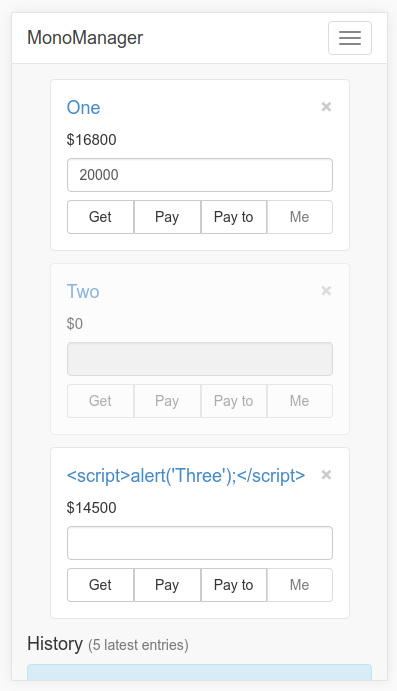 MonoManager
One ×
$16800
20000
Get Pay Pay to Me
Two ×
$0
Get Pay Pay to Me
<script>alert('Three');</script> ×
$14500
Get Pay Pay to Me
History (5 latest entries)